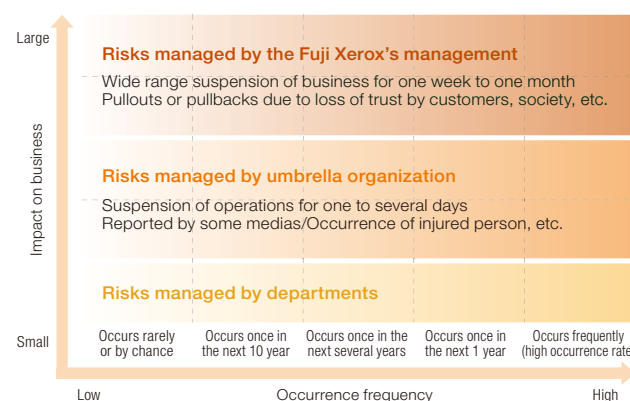 Large
Risks managed by the Fuji Xerox's management
Wide range suspension of business for one week to one month
Pullouts or pullbacks due to loss of trust by customers, society, etc.
Impact on business
Risks managed by umbrella organization
Suspension of operations for one to several days
Reported by some medias/Occurrence of injured person, etc.
Risks managed by departments
Small
Occurs rarely
or by chance
Occurs once in
the next 10 year
Occurs once in the
next several years
Occurs once in
the next 1 year
Occurs frequently
(high occurrence rate
Low
Occurrence frequency
High